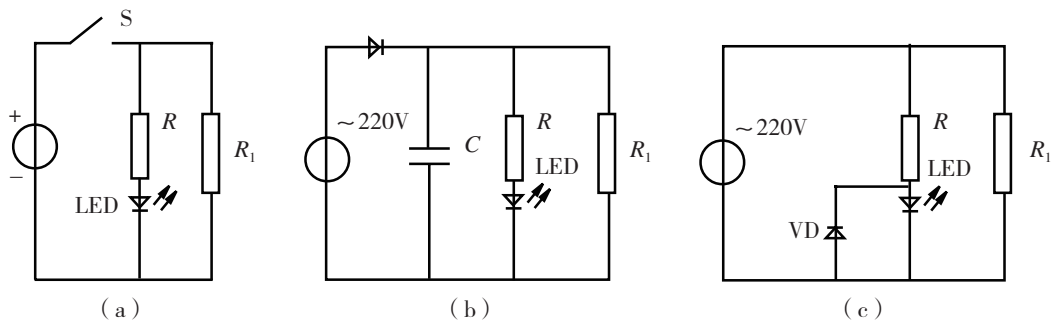 S
+
−
R
R1
LED
(a)
~220V
C
R
LED
R1
(b)
~220V
R
LED
R1
VD
(c)